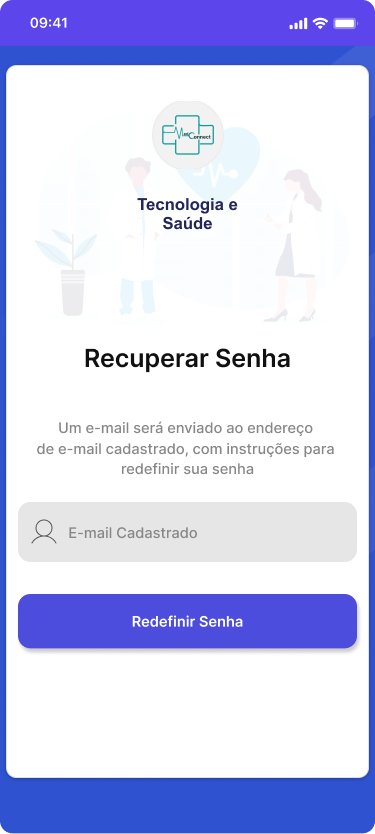 09:41
Connect
Tecnologia e
Saúde
Recuperar Senha
Um e-mail será enviado ao endereço
de e-mail cadastrado, com instruções para
redefinir sua senha
E-mail Cadastrado
Redefinir Senha